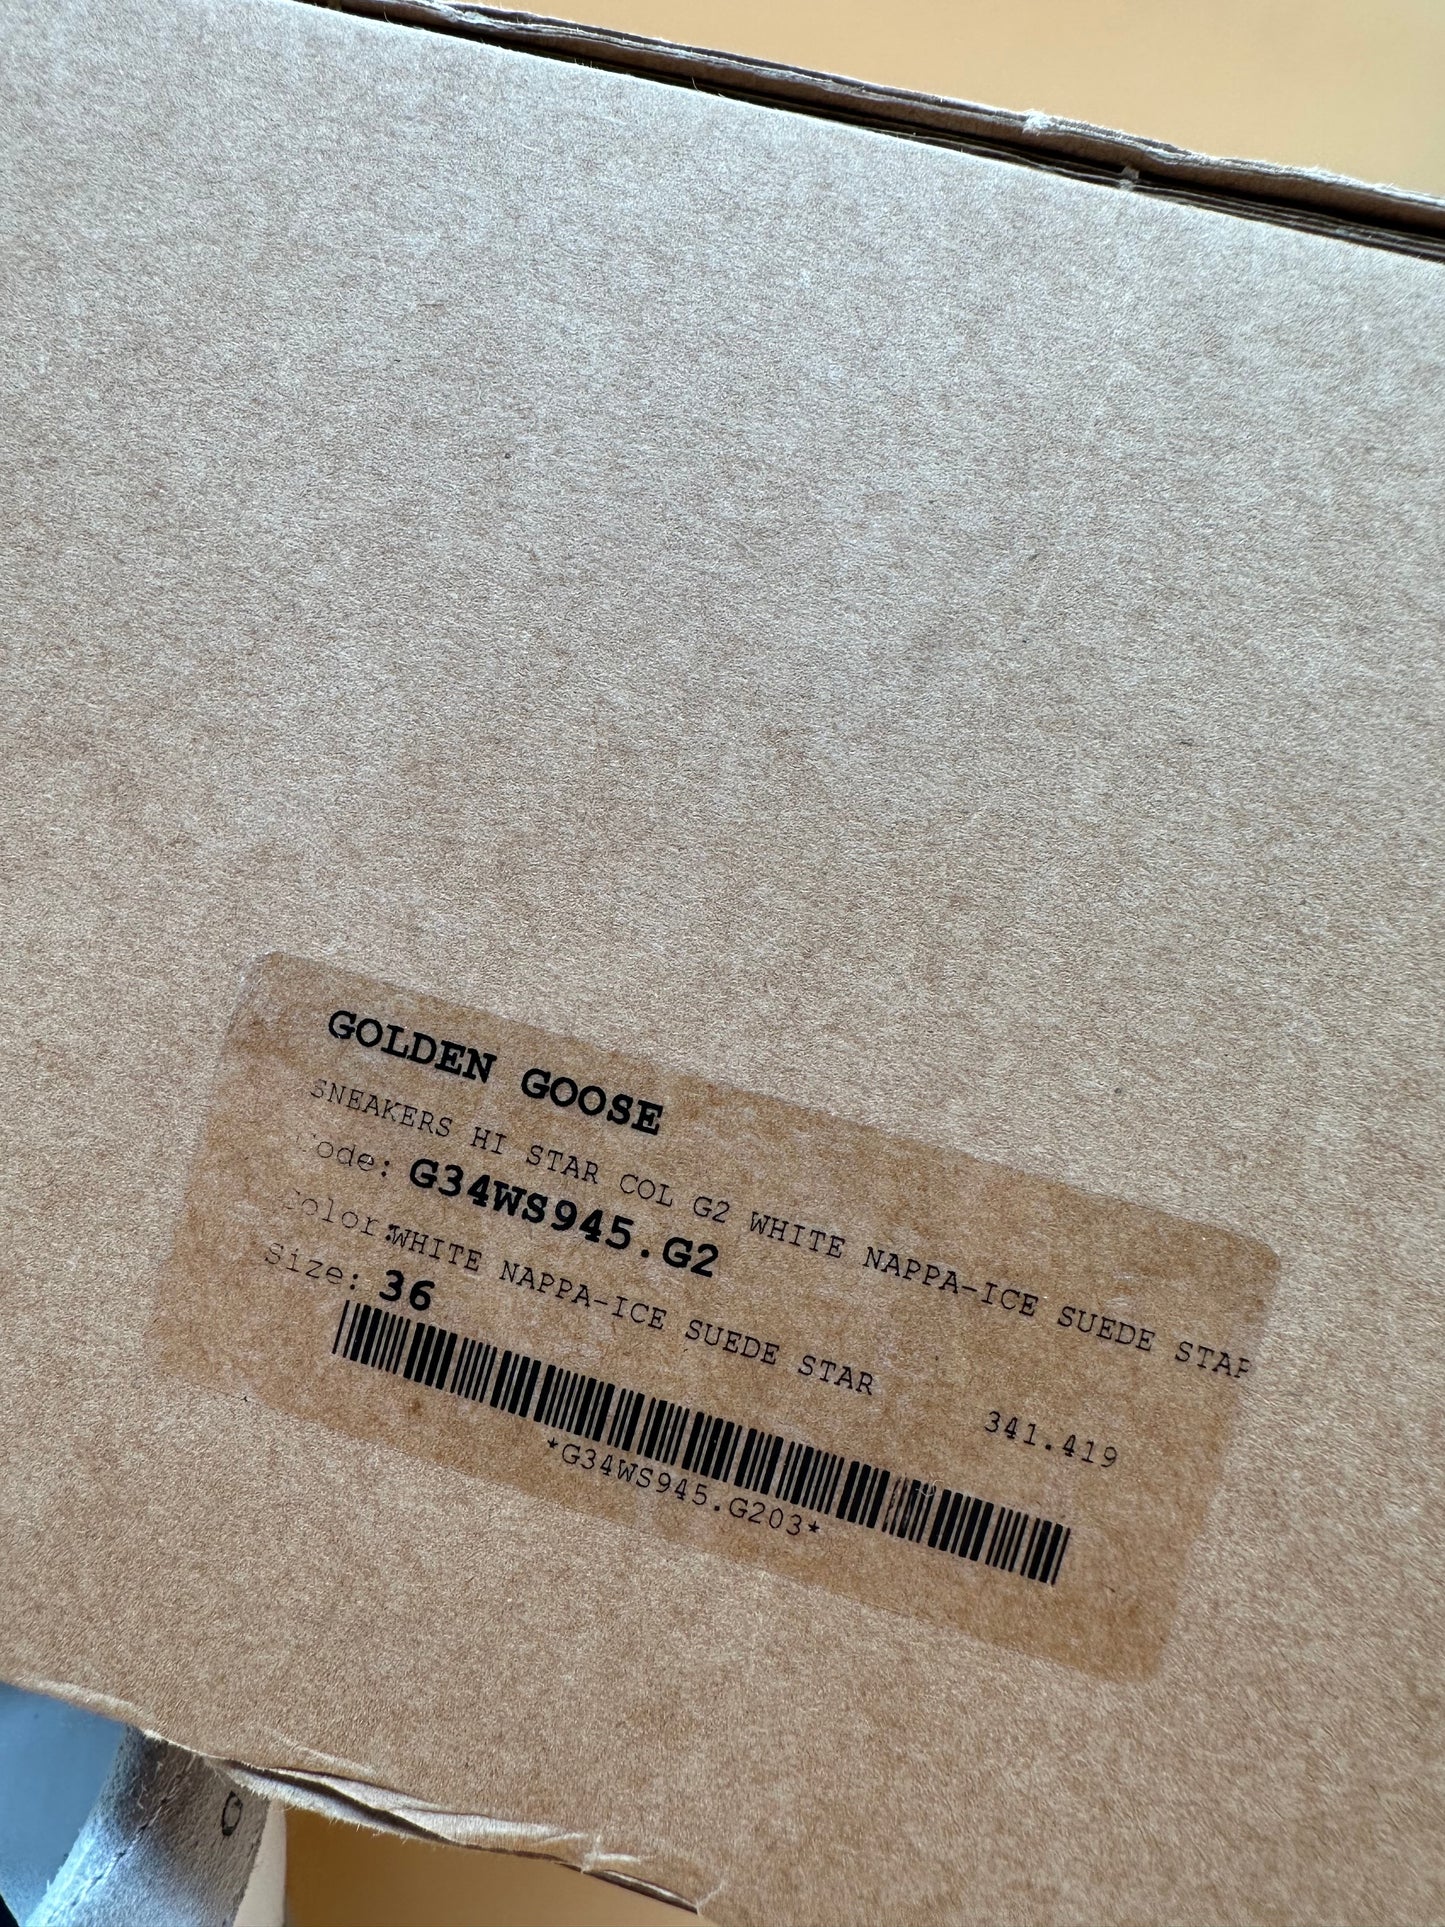 GOLDEN GOOSE
SNEAKERS HI STAR COL G2 WHITE NAPPA-ICE SUEDE STAR
Code: G34WS945.G2
Color:WHITE NAPPA-ICE SUEDE STAR
Size: 36
341.419
*G34WS945.G203*